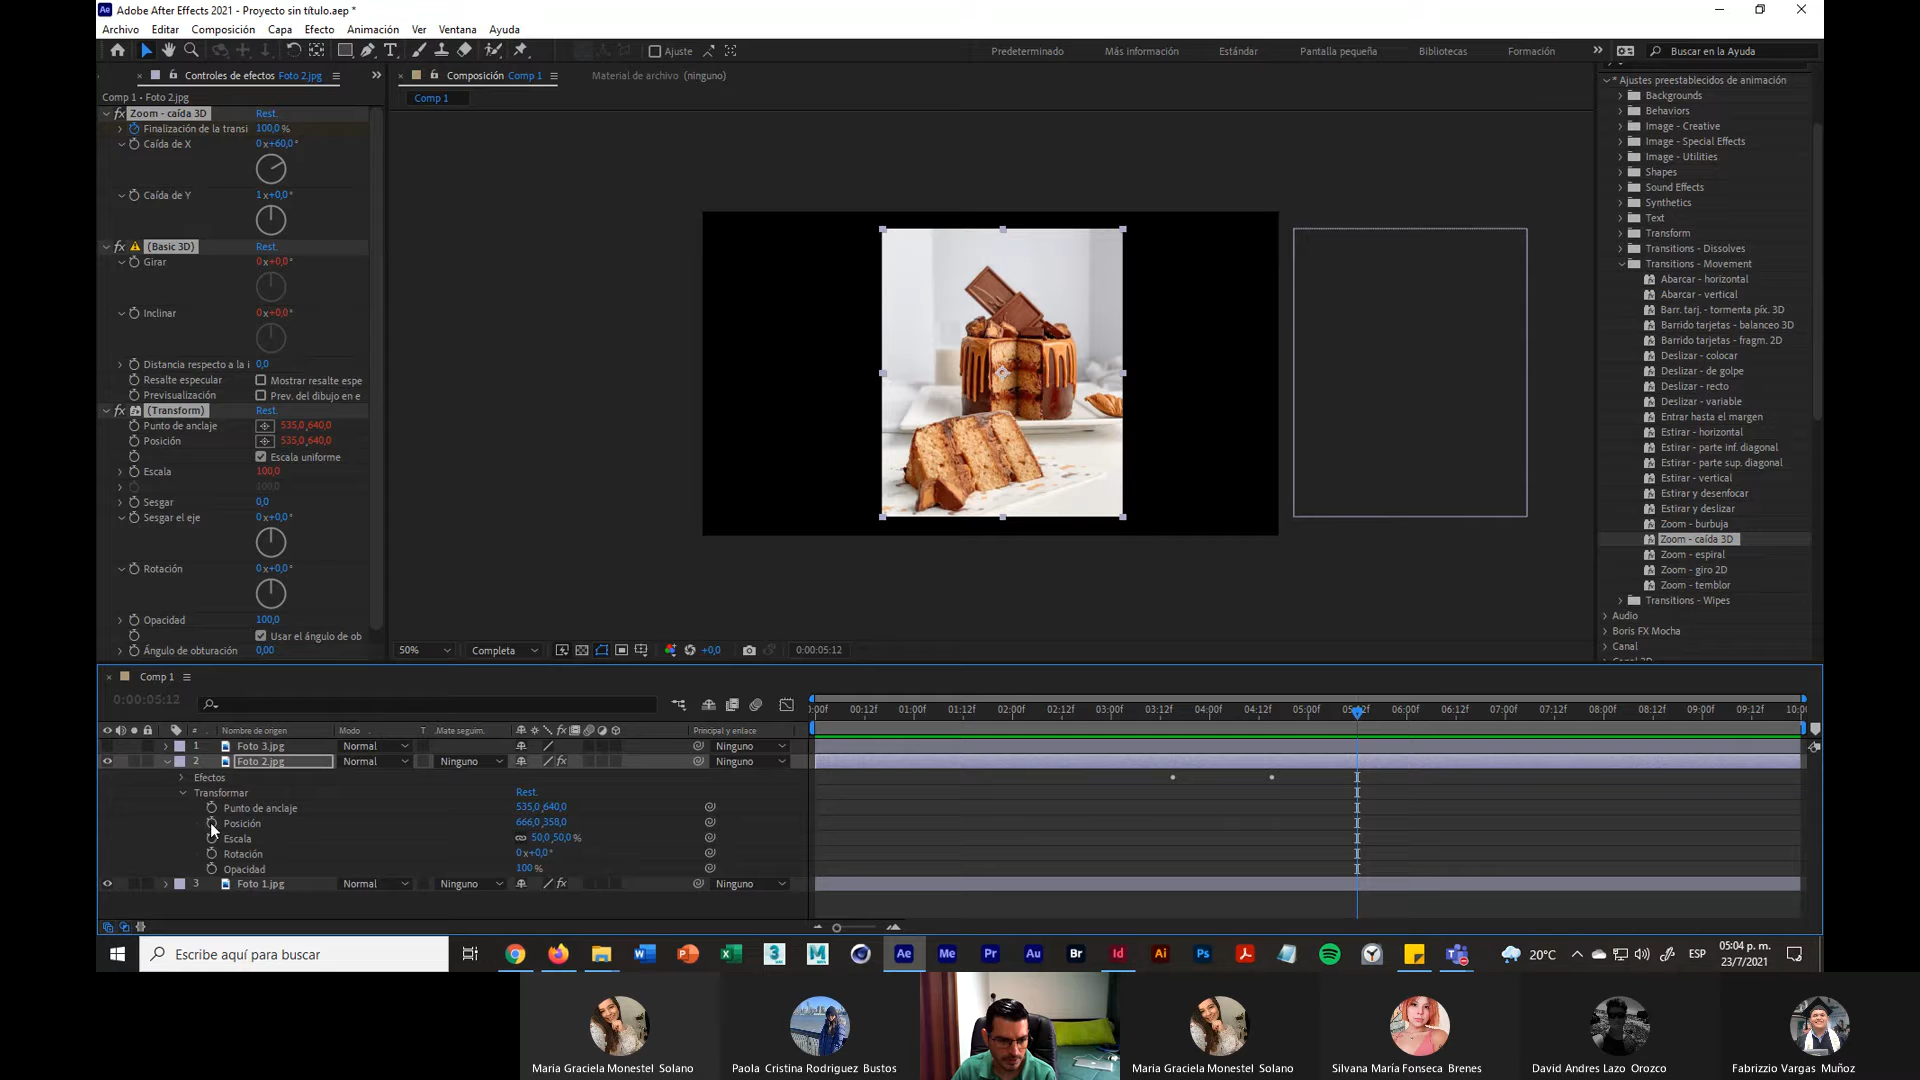 Adobe After Effects 2021 - Proyecto sin título.aep *
Archivo Editar Composición Capa Efecto Animación Ver Ventana Ayuda
Ajuste Predeterminado Más información Estándar Pantalla pequeña Bibliotecas Formación Buscar en la Ayuda
Controles de efectos Foto 2.jpg
Composición Comp 1
Material de archivo (ninguno)
Comp 1 • Foto 2.jpg
Comp 1
Zoom - caída 3D Rest.
Finalización de la transi 100,0 %
Caída de X 0x+60,0°
Caída de Y 1x+0,0°
(Basic 3D) Rest.
Girar 0x+0,0°
Inclinar 0x+0,0°
Distancia respecto a la i 0,0
Resalte especular Mostrar resalte espe
Previsualización Prev. del dibujo en e
(Transform) Rest.
Punto de anclaje 535,0,640,0
Posición 535,0,640,0
Escala uniforme
Escala 100,0
100,0
Sesgar 0,0
Sesgar el eje 0x+0,0°
Rotación 0x+0,0°
Opacidad 100,0
Usar el ángulo de ob
Ángulo de obturación 0,00
* Ajustes preestablecidos de animación
Backgrounds
Behaviors
Image - Creative
Image - Special Effects
Image - Utilities
Shapes
Sound Effects
Synthetics
Text
Transform
Transitions - Dissolves
Transitions - Movement
Abarcar - horizontal
Abarcar - vertical
Barr. tarj. - tormenta píx. 3D
Barrido tarjetas - balanceo 3D
Barrido tarjetas - fragm. 2D
Deslizar - colocar
Deslizar - de golpe
Deslizar - recto
Deslizar - variable
Entrar hasta el margen
Estirar - horizontal
Estirar - parte inf. diagonal
Estirar - parte sup. diagonal
Estirar - vertical
Estirar y desenfocar
Estirar y deslizar
Zoom - burbuja
Zoom - caída 3D
Zoom - espiral
Zoom - giro 2D
Zoom - temblor
Transitions - Wipes
Audio
Boris FX Mocha
Canal
50% Completa +0,0 0:00:05:12
Comp 1
0:00:05:12
:00f 00:12f 01:00f 01:12f 02:00f 02:12f 03:00f 03:12f 04:00f 04:12f 05:00f 06:00f 06:12f 07:00f 07:12f 08:00f 08:12f 09:00f 09:12f 10:00
# Nombre de origen Modo T .Mate seguim. Principal y enlace
1 Foto 3.jpg Normal Ninguno
2 Foto 2.jpg Normal Ninguno Ninguno
Efectos
Transformar Rest.
Punto de anclaje 535,0,640,0
Posición 666,0,358,0
Escala 50,0,50,0 %
Rotación 0x+0,0°
Opacidad 100 %
3 Foto 1.jpg Normal Ninguno Ninguno
Escribe aquí para buscar
Ae Me Pr Au Br Id Ai Ps
20°C ESP
05:04 p. m.
23/7/2021
Maria Graciela Monestel Solano
Paola Cristina Rodriguez Bustos
Maria Graciela Monestel Solano
Silvana María Fonseca Brenes
David Andres Lazo Orozco
Fabrizzio Vargas Muñoz